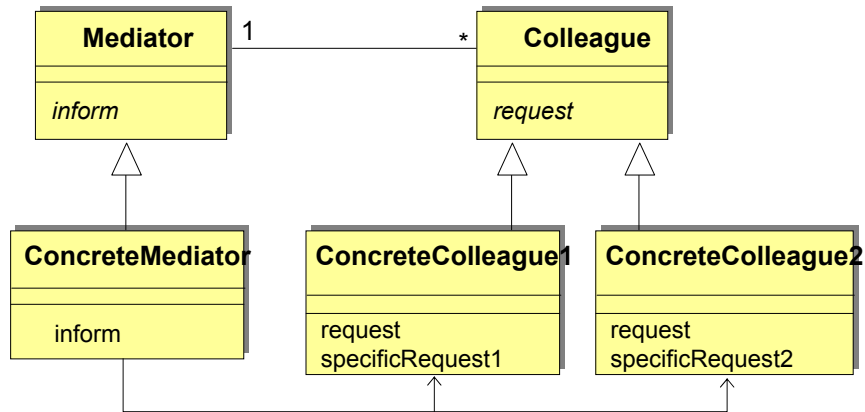 Mediator
1
*
Colleague
inform
request
ConcreteMediator
inform
ConcreteColleague1
request
specificRequest1
ConcreteColleague2
request
specificRequest2